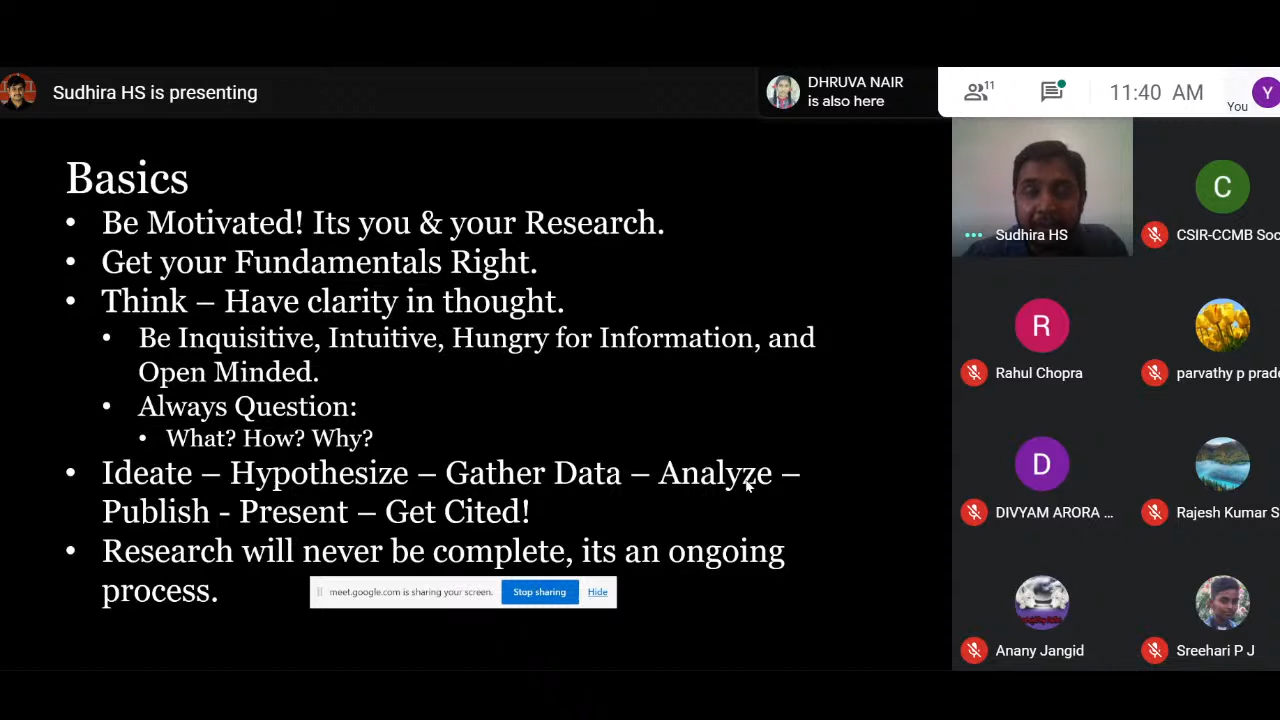 Sudhira HS is presenting
DHRUVA NAIR
is also here
11
11:40 AM
You
Y
Basics
• Be Motivated! Its you & your Research.
• Get your Fundamentals Right.
• Think – Have clarity in thought.
• Be Inquisitive, Intuitive, Hungry for Information, and
Open Minded.
• Always Question:
• What? How? Why?
• Ideate – Hypothesize – Gather Data – Analyze –
Publish - Present – Get Cited!
• Research will never be complete, its an ongoing
process.
meet.google.com is sharing your screen.
Stop sharing
Hide
Sudhira HS
C
CSIR-CCMB Soc
R
Rahul Chopra
parvathy p prade
D
DIVYAM ARORA ...
Rajesh Kumar S
Anany Jangid
Sreehari P J